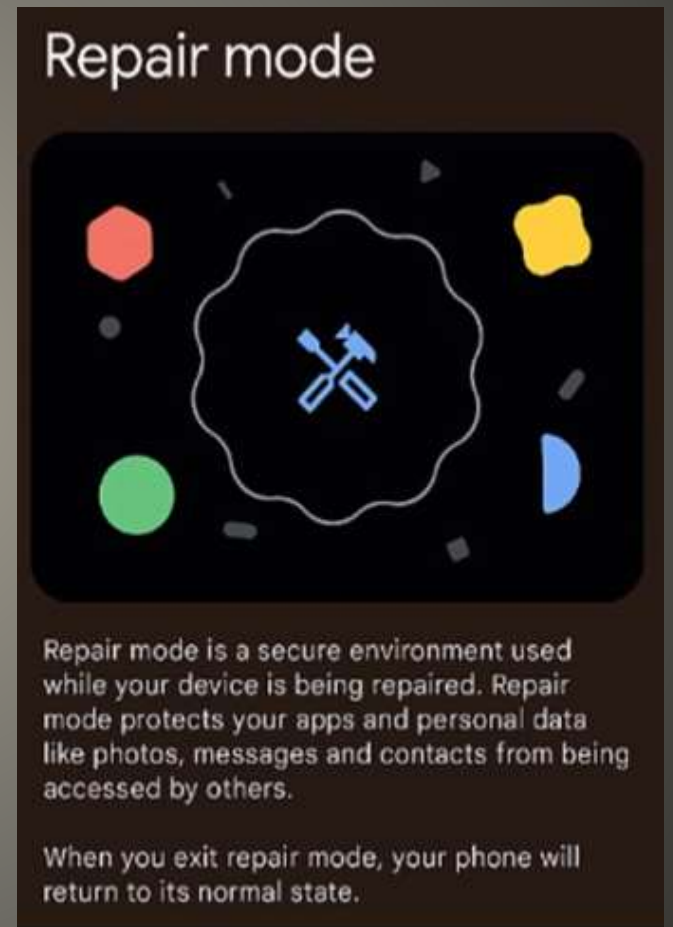 Repair mode
Repair mode is a secure environment used
while your device is being repaired. Repair
mode protects your apps and personal data
like photos, messages and contacts from being
accessed by others.
When you exit repair mode, your phone will
return to its normal state.